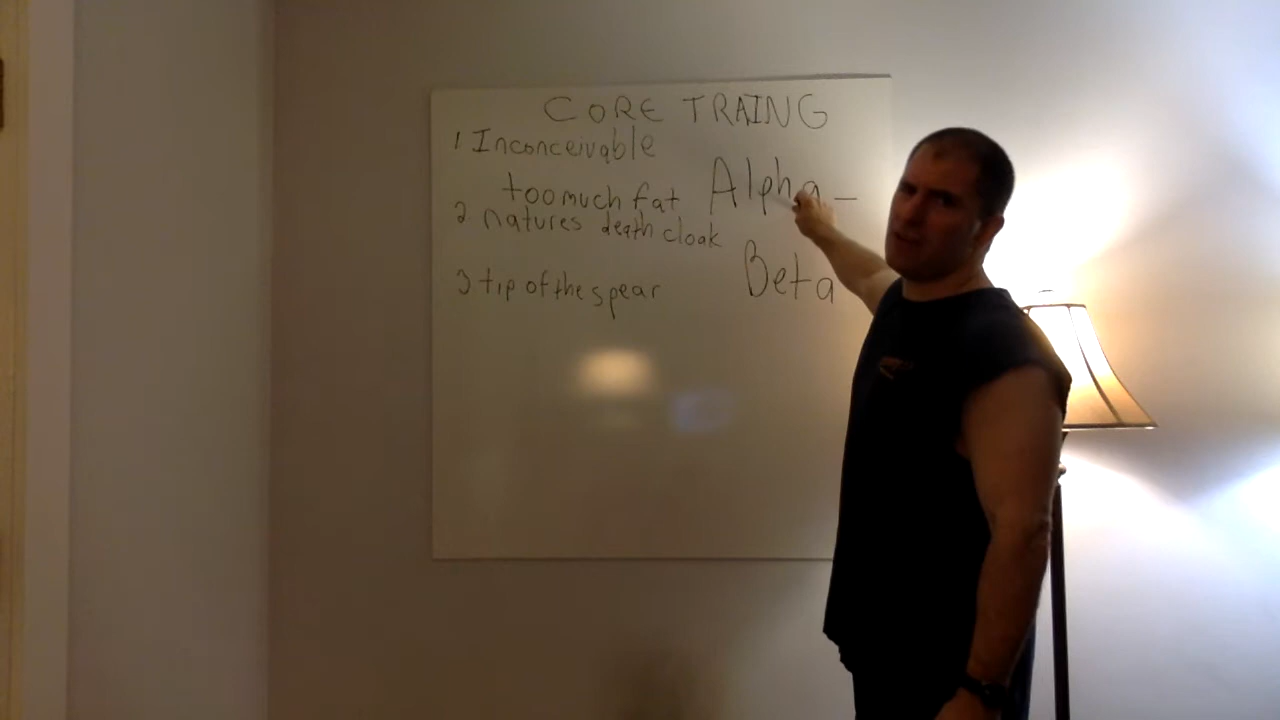 CORE TRAING
1 Inconceivable
too much fat
2 natures death cloak
3 tip of the spear
Alpha –
Beta